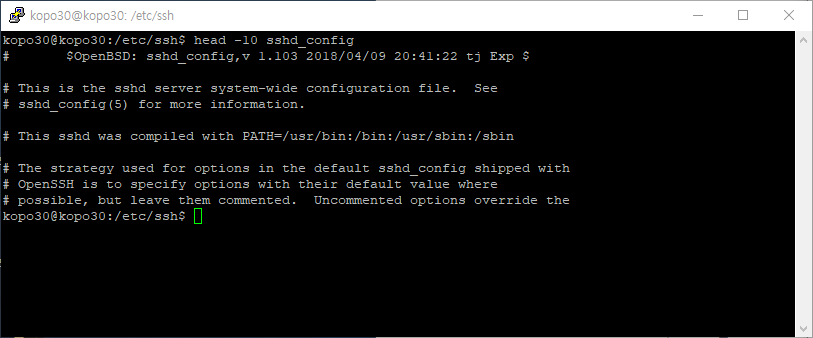 kopo30@kopo30: /etc/ssh
kopo30@kopo30:/etc/ssh$ head -10 sshd_config
#       $OpenBSD: sshd_config,v 1.103 2018/04/09 20:41:22 tj Exp $
# This is the sshd server system-wide configuration file.  See
# sshd_config(5) for more information.
# This sshd was compiled with PATH=/usr/bin:/bin:/usr/sbin:/sbin
# The strategy used for options in the default sshd_config shipped with
# OpenSSH is to specify options with their default value where
# possible, but leave them commented.  Uncommented options override the
kopo30@kopo30:/etc/ssh$